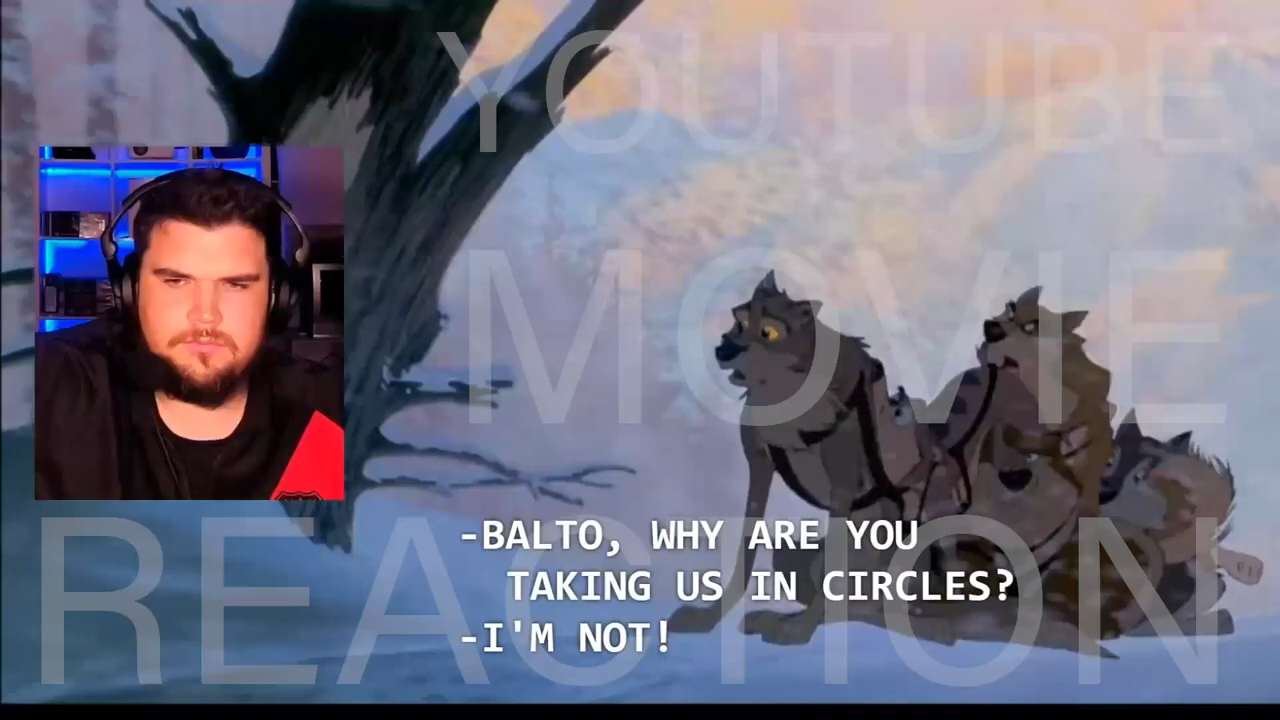 YOUTUBE
MOVIE
REACTION
-BALTO, WHY ARE YOU
TAKING US IN CIRCLES?
-I'M NOT!